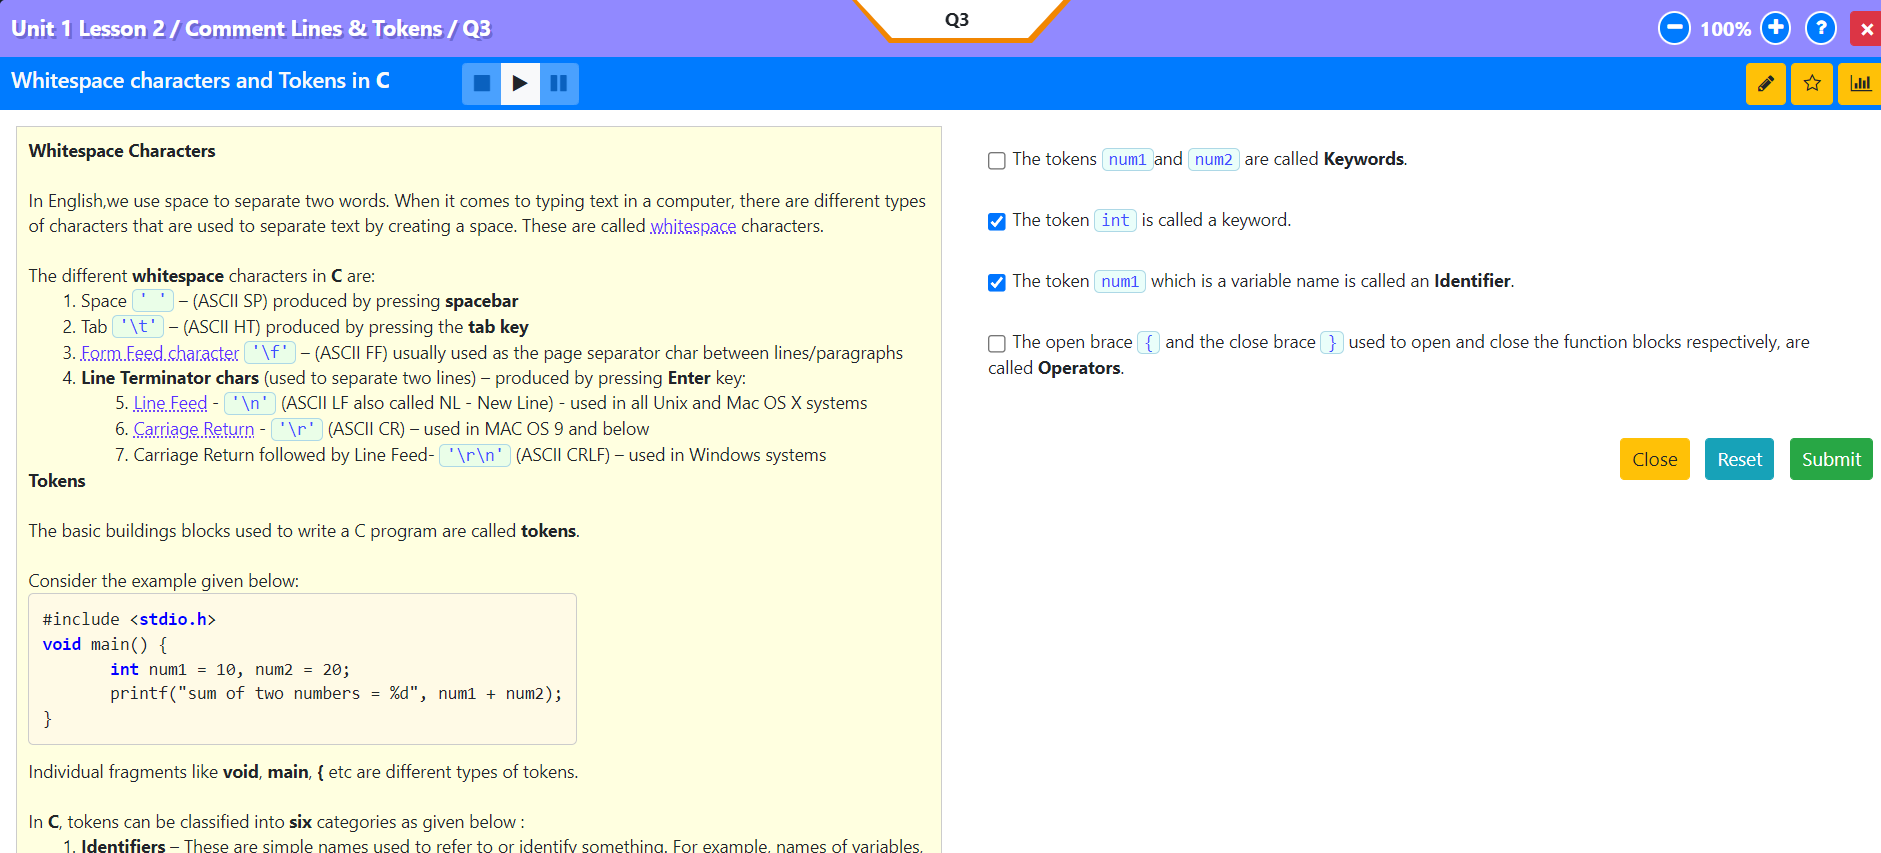 Unit 1 Lesson 2 / Comment Lines & Tokens / Q3
Q3
100%
?
Whitespace characters and Tokens in C
Whitespace Characters
In English,we use space to separate two words. When it comes to typing text in a computer, there are different types
of characters that are used to separate text by creating a space. These are called whitespace characters.
The different whitespace characters in C are:
1. Space ' ' – (ASCII SP) produced by pressing spacebar
2. Tab '\t' – (ASCII HT) produced by pressing the tab key
3. Form Feed character '\f' – (ASCII FF) usually used as the page separator char between lines/paragraphs
4. Line Terminator chars (used to separate two lines) – produced by pressing Enter key:
5. Line Feed - '\n' (ASCII LF also called NL - New Line) - used in all Unix and Mac OS X systems
6. Carriage Return - '\r' (ASCII CR) – used in MAC OS 9 and below
7. Carriage Return followed by Line Feed- '\r\n' (ASCII CRLF) – used in Windows systems
Tokens
The basic buildings blocks used to write a C program are called tokens.
Consider the example given below:
#include <stdio.h>
void main() {
int num1 = 10, num2 = 20;
printf("sum of two numbers = %d", num1 + num2);
}
Individual fragments like void, main, { etc are different types of tokens.
In C, tokens can be classified into six categories as given below :
1. Identifiers – These are simple names used to refer to or identify something. For example, names of variables,
The tokens num1 and num2 are called Keywords.
The token int is called a keyword.
The token num1 which is a variable name is called an Identifier.
The open brace { and the close brace } used to open and close the function blocks respectively, are
called Operators.
Close
Reset
Submit